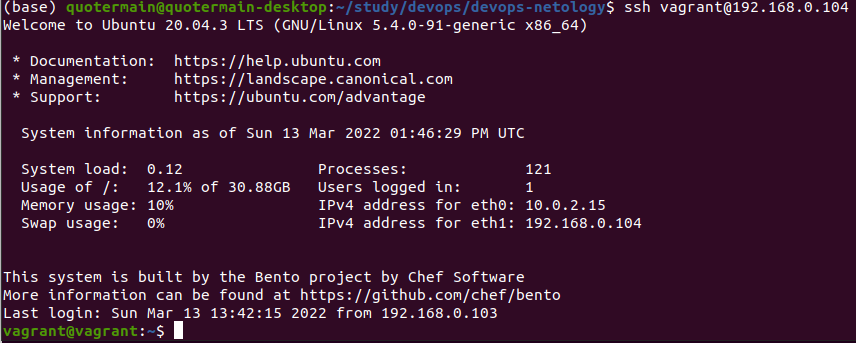 (base) quotermain@quotermain-desktop:~/study/devops/devops-netology$ ssh vagrant@192.168.0.104
Welcome to Ubuntu 20.04.3 LTS (GNU/Linux 5.4.0-91-generic x86_64)
* Documentation:  https://help.ubuntu.com
* Management:     https://landscape.canonical.com
* Support:        https://ubuntu.com/advantage
System information as of Sun 13 Mar 2022 01:46:29 PM UTC
System load:  0.12               Processes:             121
Usage of /:   12.1% of 30.88GB   Users logged in:       1
Memory usage: 10%                IPv4 address for eth0: 10.0.2.15
Swap usage:   0%                 IPv4 address for eth1: 192.168.0.104
This system is built by the Bento project by Chef Software
More information can be found at https://github.com/chef/bento
Last login: Sun Mar 13 13:42:15 2022 from 192.168.0.103
vagrant@vagrant:~$